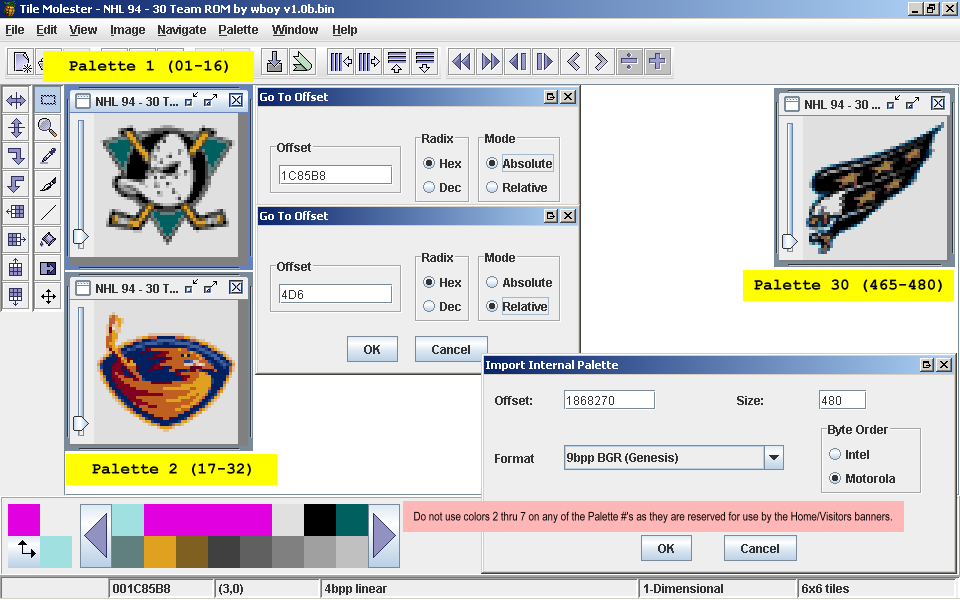 Tile Molester - NHL 94 - 30 Team ROM by wboy v1.0b.bin
File Edit View Image Navigate Palette Window Help
Palette 1 (01-16)
NHL 94 - 30 T...
Go To Offset
Offset
1C85B8
Radix
Hex
Dec
Mode
Absolute
Relative
NHL 94 - 30 ...
Go To Offset
Offset
4D6
Radix
Hex
Dec
Mode
Absolute
Relative
OK Cancel
Palette 30 (465-480)
NHL 94 - 30 T...
Palette 2 (17-32)
Import Internal Palette
Offset: 1868270 Size: 480
Format 9bpp BGR (Genesis)
Byte Order
Intel
Motorola
Do not use colors 2 thru 7 on any of the Palette #'s as they are reserved for use by the Home/Visitors banners.
OK Cancel
001C85B8 (3,0) 4bpp linear 1-Dimensional 6x6 tiles